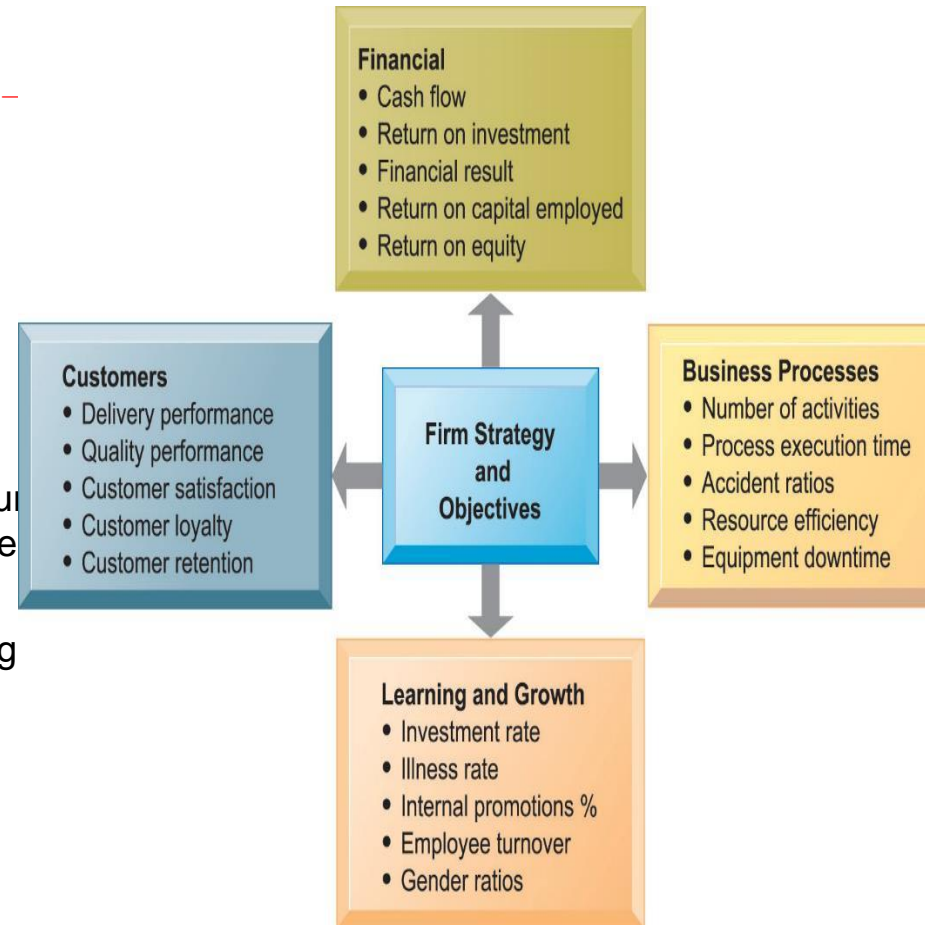 Financial
• Cash flow
• Return on investment
• Financial result
• Return on capital employed
• Return on equity
Customers
• Delivery performance
• Quality performance
• Customer satisfaction
• Customer loyalty
• Customer retention
Firm Strategy
and
Objectives
Business Processes
• Number of activities
• Process execution time
• Accident ratios
• Resource efficiency
• Equipment downtime
Learning and Growth
• Investment rate
• Illness rate
• Internal promotions %
• Employee turnover
• Gender ratios